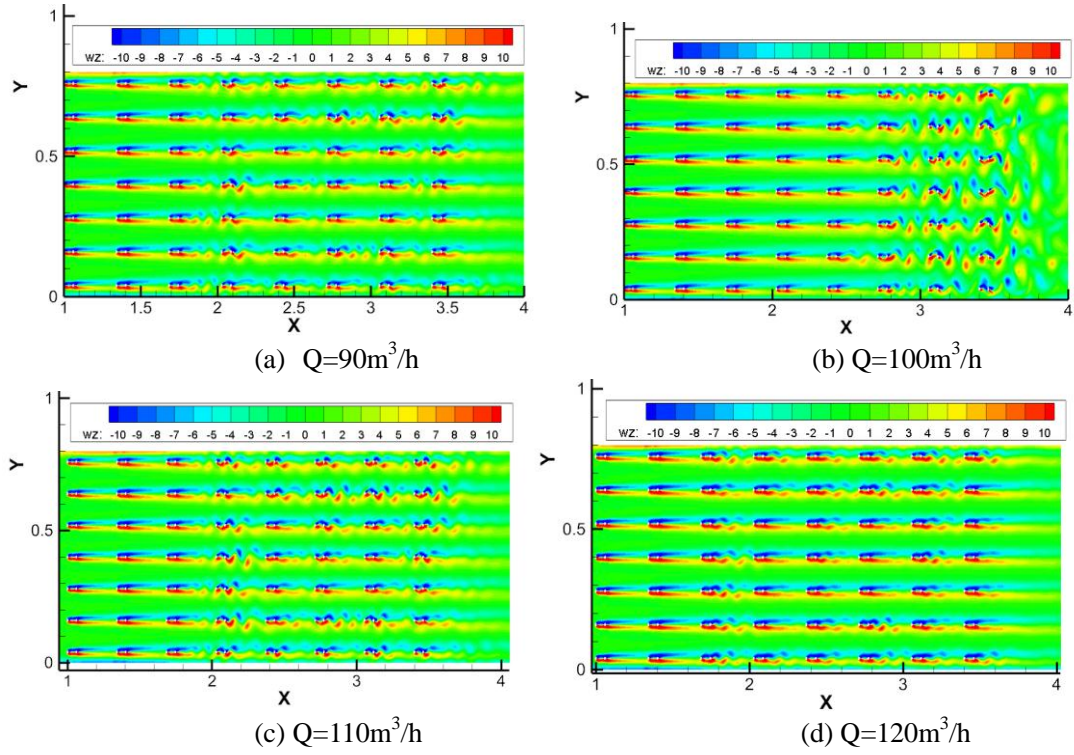 1
wz: -10 -9 -8 -7 -6 -5 -4 -3 -2 -1 0 1 2 3 4 5 6 7 8 9 10
Y
0.5
0
1 1.5 2 2.5 3 3.5 4
X
(a) Q=90m³/h
1
wz: -10 -9 -8 -7 -6 -5 -4 -3 -2 -1 0 1 2 3 4 5 6 7 8 9 10
Y
0.5
0
1 2 3 4
X
(b) Q=100m³/h
1
wz: -10 -9 -8 -7 -6 -5 -4 -3 -2 -1 0 1 2 3 4 5 6 7 8 9 10
Y
0.5
0
1 2 3 4
X
(c) Q=110m³/h
1
wz: -10 -9 -8 -7 -6 -5 -4 -3 -2 -1 0 1 2 3 4 5 6 7 8 9 10
Y
0.5
0
1 2 3 4
X
(d) Q=120m³/h